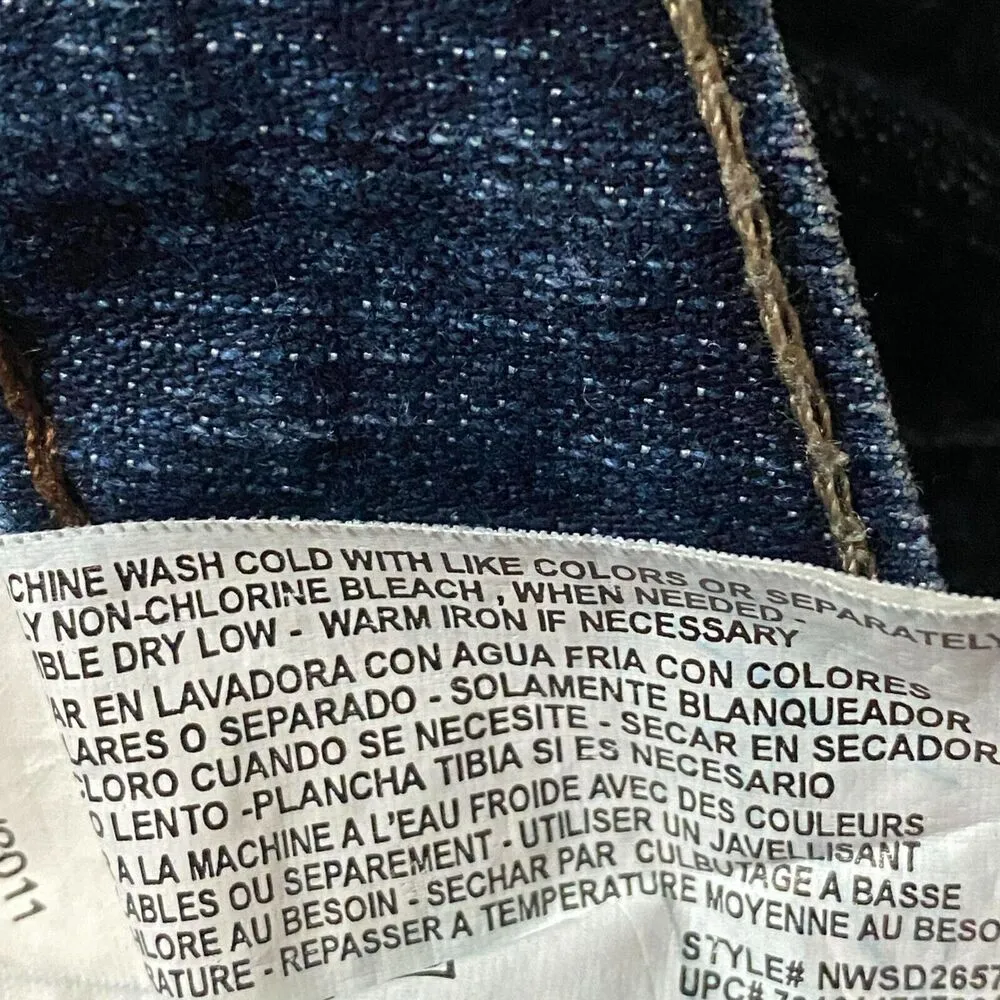 CHINE WASH COLD WITH LIKE COLORS OR SEPARATELY
LY NON-CHLORINE BLEACH , WHEN NEEDED -
MBLE DRY LOW - WARM IRON IF NECESSARY
AR EN LAVADORA CON AGUA FRIA CON COLORES
LARES O SEPARADO - SOLAMENTE BLANQUEADOR
CLORO CUANDO SE NECESITE - SECAR EN SECADOR
O LENTO -PLANCHA TIBIA SI ES NECESARIO
A LA MACHINE A L'EAU FROIDE AVEC DES COULEURS
ABLES OU SEPAREMENT - UTILISER UN JAVELLISANT
HLORE AU BESOIN - SECHAR PAR CULBUTAGE A BASSE
RATURE - REPASSER A TEMPERATURE MOYENNE AU BESO
STYLE# NWSD2657
UPC#
2011